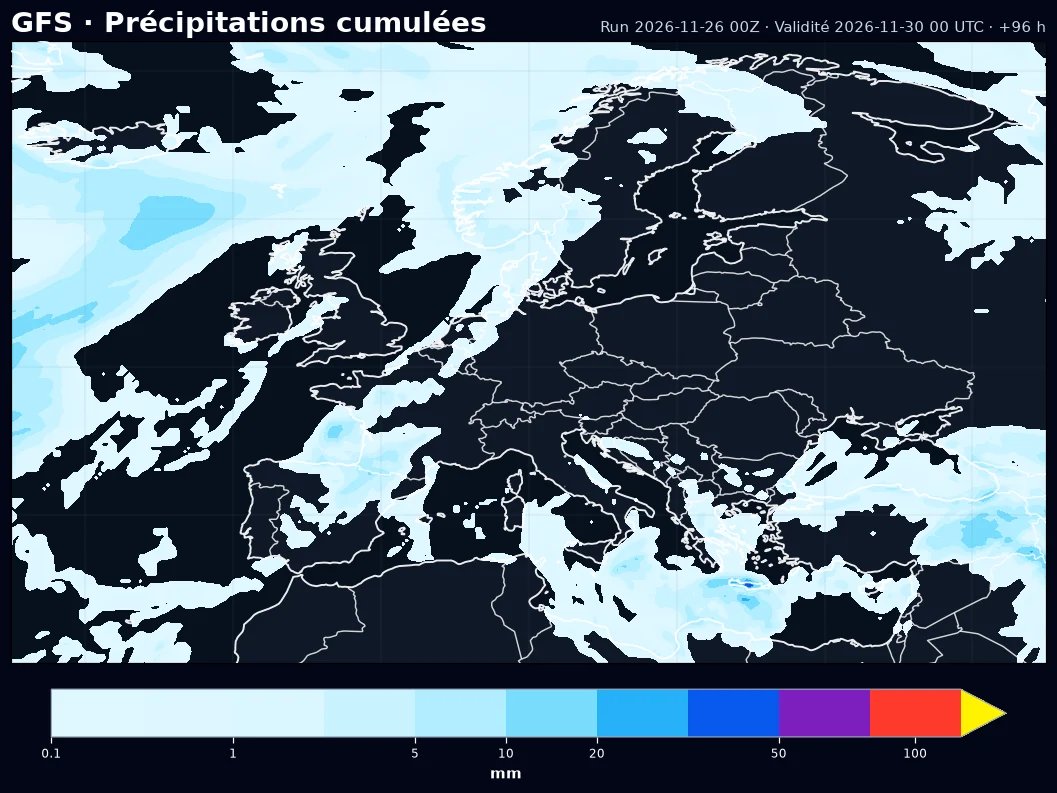 GFS · Précipitations cumulées
Run 2026-11-26 00Z · Validité 2026-11-30 00 UTC · +96 h
0.1 1 5 10 20 50 100
mm